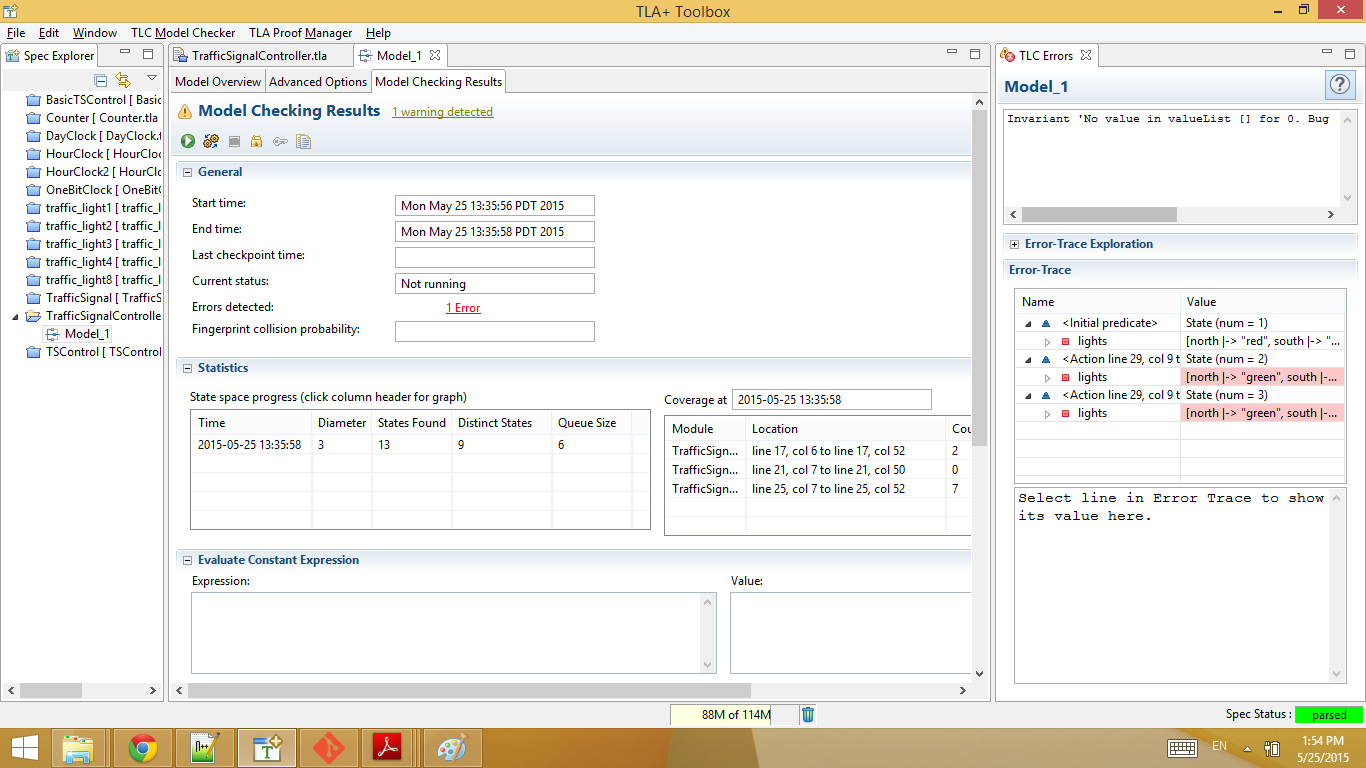 TLA+ Toolbox
File Edit Window TLC Model Checker TLA Proof Manager Help
Spec Explorer
BasicTSControl [ Basic
Counter [ Counter.tla
DayClock [ DayClock.t
HourClock [ HourCloc
HourClock2 [ HourClc
OneBitClock [ OneBitC
traffic_light1 [ traffic_l
traffic_light2 [ traffic_l
traffic_light3 [ traffic_l
traffic_light4 [ traffic_l
traffic_light8 [ traffic_l
TrafficSignal [ TrafficS
TrafficSignalControlle
Model_1
TSControl [ TSControl
TrafficSignalController.tla Model_1
Model Overview Advanced Options Model Checking Results
Model Checking Results 1 warning detected
General
Start time: Mon May 25 13:35:56 PDT 2015
End time: Mon May 25 13:35:58 PDT 2015
Last checkpoint time:
Current status: Not running
Errors detected: 1 Error
Fingerprint collision probability:
Statistics
State space progress (click column header for graph)
Time Diameter States Found Distinct States Queue Size
2015-05-25 13:35:58 3 13 9 6
Coverage at 2015-05-25 13:35:58
Module Location Cou
TrafficSign... line 17, col 6 to line 17, col 52 2
TrafficSign... line 21, col 7 to line 21, col 50 0
TrafficSign... line 25, col 7 to line 25, col 52 7
Evaluate Constant Expression
Expression: Value:
TLC Errors
Model_1
Invariant 'No value in valueList [] for 0. Bug
Error-Trace Exploration
Error-Trace
Name Value
<Initial predicate> State (num = 1)
lights [north |-> "red", south |-> "...
<Action line 29, col 9 t State (num = 2)
lights [north |-> "green", south |-...
<Action line 29, col 9 t State (num = 3)
lights [north |-> "green", south |-...
Select line in Error Trace to show
its value here.
88M of 114M
Spec Status : parsed
EN
1:54 PM
5/25/2015